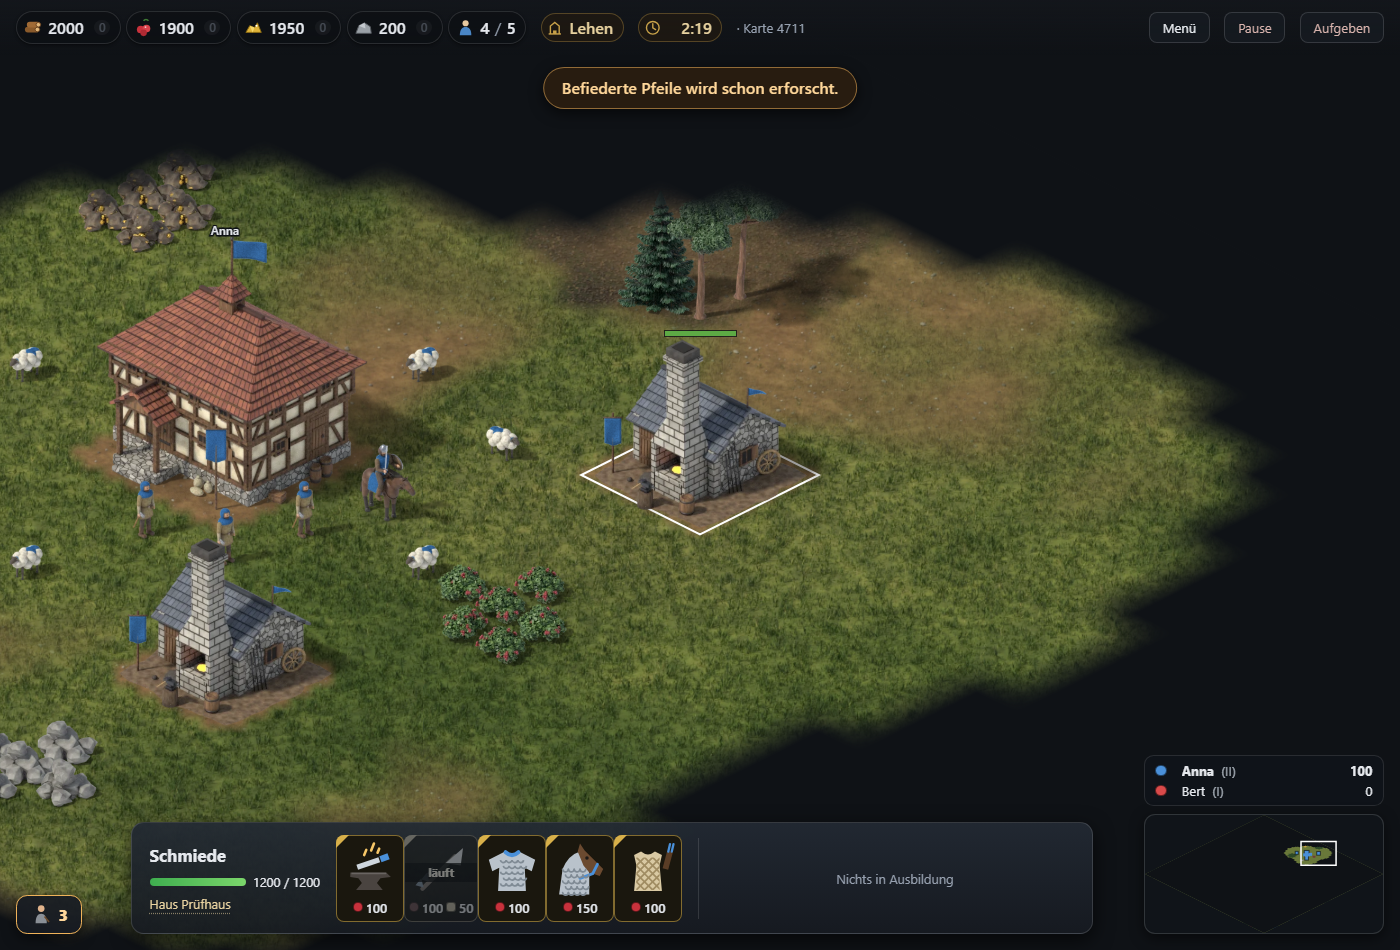 2000 0 1900 0 1950 0 200 0 4 / 5 Lehen 2:19 · Karte 4711 Menü Pause Aufgeben
Befiederte Pfeile wird schon erforscht.
Anna
Anna (II) 100
Bert (I) 0
Schmiede
1200 / 1200
Haus Prüfhaus
läuft
100 100 50 100 150 100
Nichts in Ausbildung
3